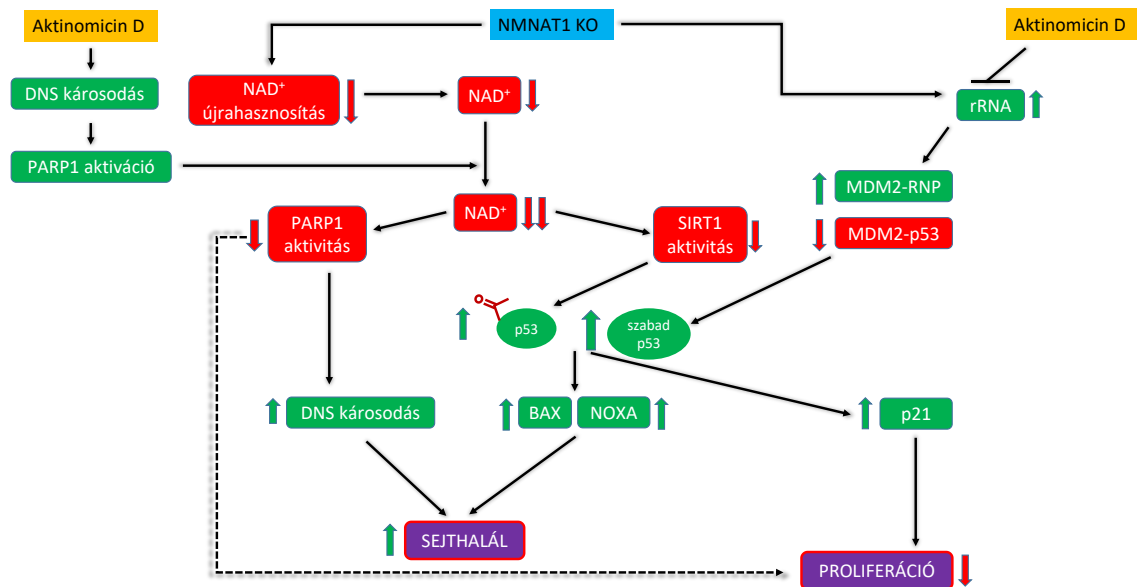 Aktinomicin D
NMNAT1 KO
Aktinomicin D
DNS károsodás
NAD⁺
újrahasznosítás
NAD⁺
rRNA
PARP1 aktiváció
MDM2-RNP
PARP1
aktivitás
NAD⁺
SIRT1
aktivitás
MDM2-p53
O
p53
szabad
p53
DNS károsodás
BAX
NOXA
p21
SEJTHALÁL
PROLIFERÁCIÓ